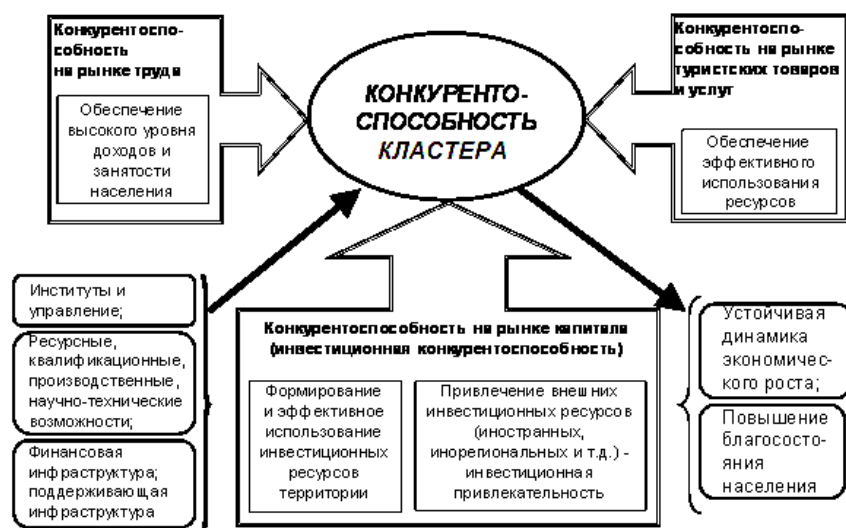 Конкурентоспо-
собность
на рынке труда
Обеспечение
высокого уровня
доходов и
занятости
населения
КОНКУРЕНТО-
СПОСОБНОСТЬ
КЛАСТЕРА
Конкурентоспо-
собность на рынке
туристских товаров
и услуг
Обеспечение
эффективного
использования
ресурсов
Институты и
управление;
Ресурсные,
квалификационные,
производственные,
научно-технические
возможности;
Финансовая
инфраструктура;
поддерживающая
инфраструктура
Конкурентоспособность на рынке капитала
(инвестиционная конкурентоспособность)
Формирование
и эффективное
использование
инвестиционных
ресурсов
территории
Привлечение внешних
инвестиционных ресурсов
(иностранных,
инорегиональных и т.д.) -
инвестиционная
привлекательность
Устойчивая
динамика
экономичес-
кого роста;
Повышение
благосостo-
яния
населения